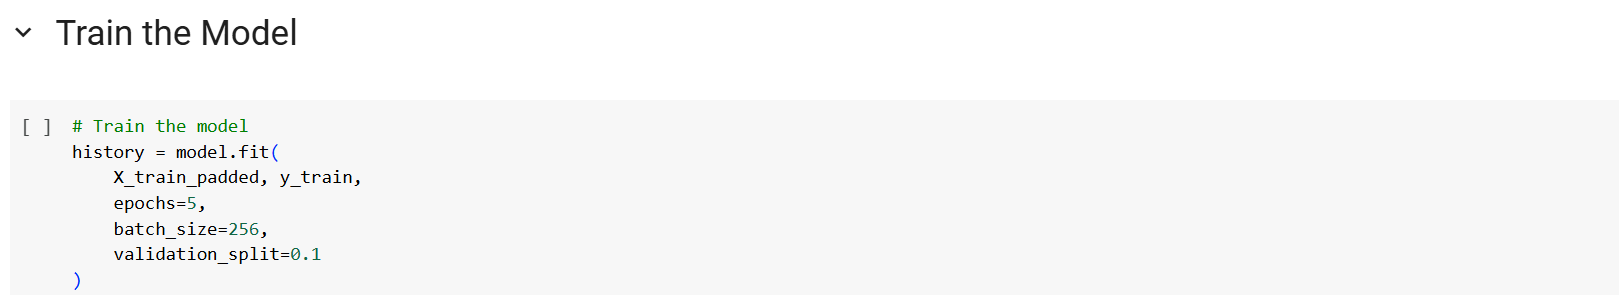 Train the Model
[ ] # Train the model
history = model.fit(
    X_train_padded, y_train,
    epochs=5,
    batch_size=256,
    validation_split=0.1
)